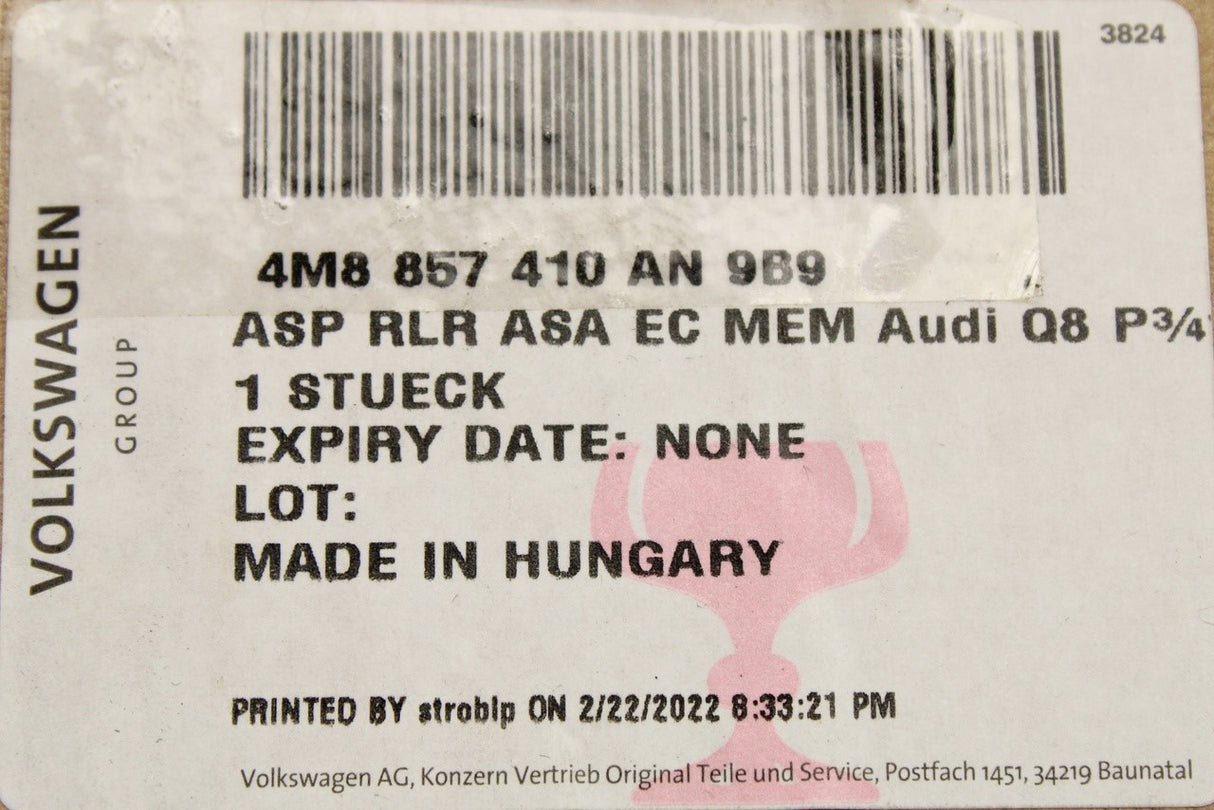 3824
VOLKSWAGEN
GROUP
4M8 857 410 AN 9B9
ASP RLR ASA EC MEM Audi Q8 P¾
1 STUECK
EXPIRY DATE: NONE
LOT:
MADE IN HUNGARY
PRINTED BY stroblp ON 2/22/2022 8:33:21 PM
Volkswagen AG, Konzern Vertrieb Original Teile und Service, Postfach 1451, 34219 Baunatal